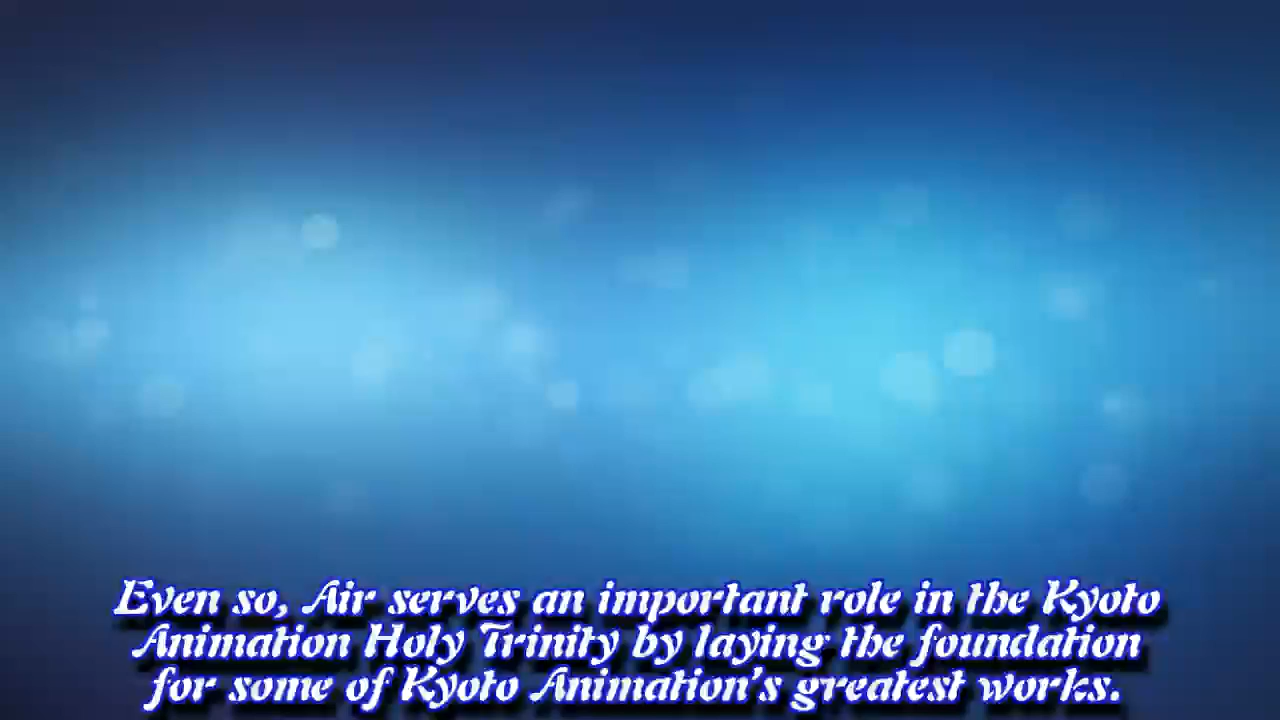 Even so, Air serves an important role in the Kyoto
Animation Holy Trinity by laying the foundation
for some of Kyoto Animation's greatest works.